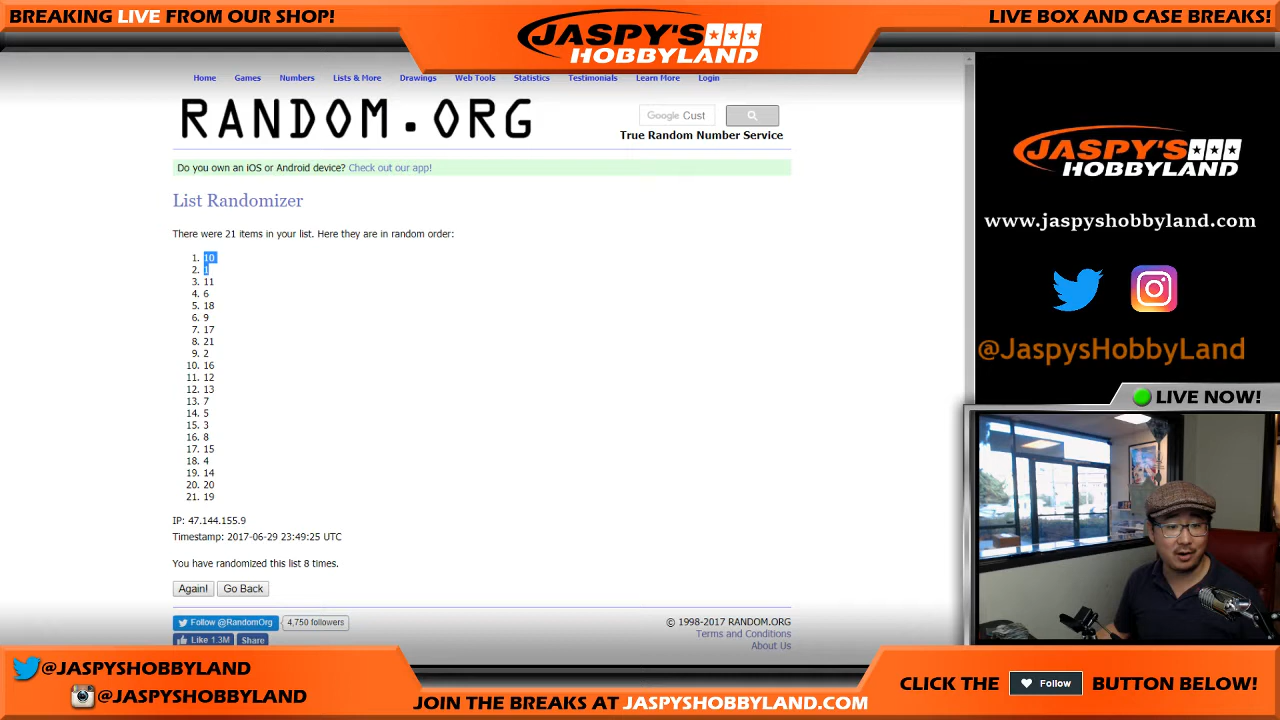 BREAKING LIVE FROM OUR SHOP!
JASPY'S
HOBBYLAND
LIVE BOX AND CASE BREAKS!
Home Games Numbers Lists & More Drawings Web Tools Statistics Testimonials Learn More Login
RANDOM.ORG
Google Cust
True Random Number Service
Do you own an iOS or Android device? Check out our app!
List Randomizer
There were 21 items in your list. Here they are in random order:
1. 10
2. 1
3. 11
4. 6
5. 18
6. 9
7. 17
8. 21
9. 2
10. 16
11. 12
12. 13
13. 7
14. 5
15. 3
16. 8
17. 15
18. 4
19. 14
20. 20
21. 19
IP: 47.144.155.9
Timestamp: 2017-06-29 23:49:25 UTC
You have randomized this list 8 times.
Again! Go Back
Follow @RandomOrg 4,750 followers
Like 1.3M Share
© 1998-2017 RANDOM.ORG
Terms and Conditions
About Us
JASPY'S
HOBBYLAND
www.jaspyshobbyland.com
@JaspysHobbyLand
LIVE NOW!
@JASPYSHOBBYLAND
@JASPYSHOBBYLAND
JOIN THE BREAKS AT JASPYSHOBBYLAND.COM
CLICK THE Follow BUTTON BELOW!